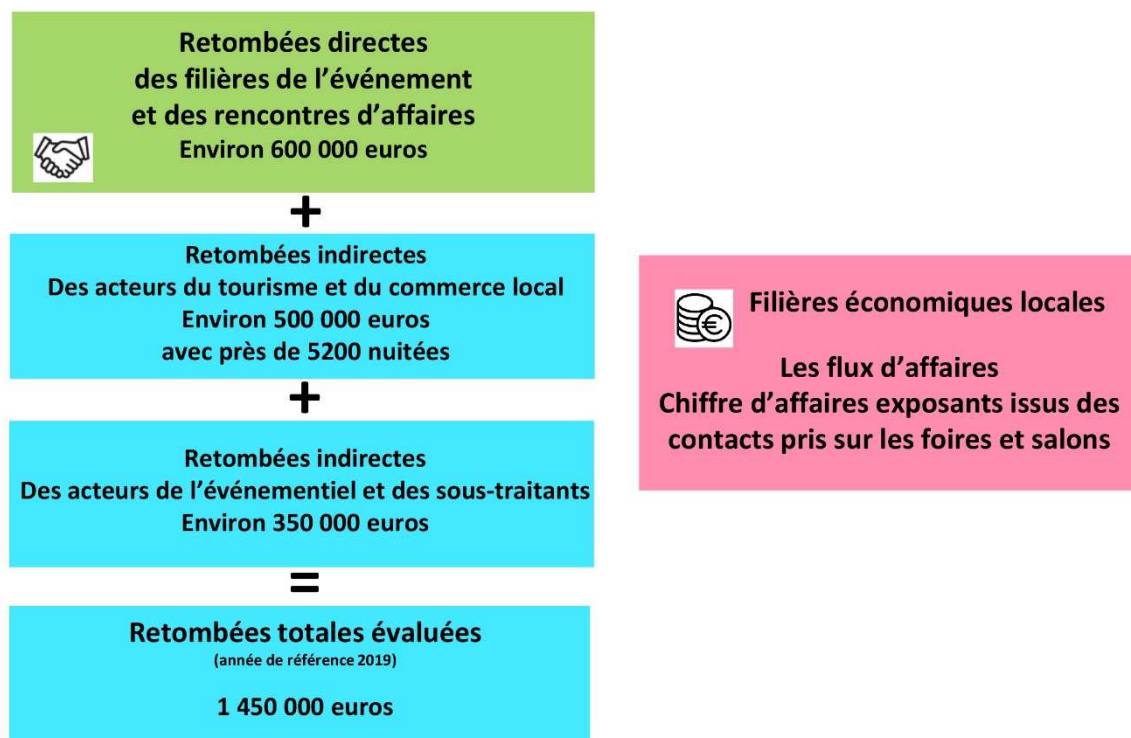 Retombées directes
des filières de l’événement
et des rencontres d’affaires
Environ 600 000 euros
+
Retombées indirectes
Des acteurs du tourisme et du commerce local
Environ 500 000 euros
avec près de 5200 nuitées
+
Retombées indirectes
Des acteurs de l’événementiel et des sous-traitants
Environ 350 000 euros
=
Retombées totales évaluées
(année de référence 2019)
1 450 000 euros
€
Filières économiques locales
Les flux d’affaires
Chiffre d’affaires exposants issus des
contacts pris sur les foires et salons